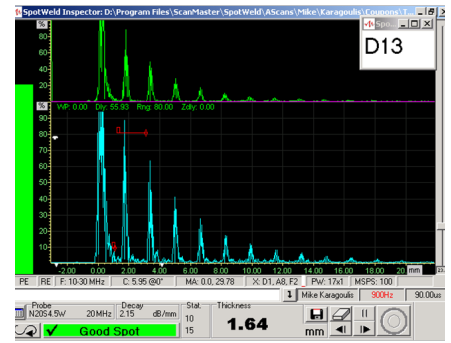 SpotWeld Inspector: D:\Program Files\ScanMaster\SpotWeld\AScans\Mike\Karagoulis\Coupons\T...
Spo...
D13
%
80-
60-
40-
20-
%
WP: 0.00 Dly: 55.93 Rng: 80.00 Zdly: 0.00
90-
80-
70-
60-
50-
40-
30-
20-
10-
-2.00 0.00 2.00 4.00 6.00 8.00 10.00 12.00 14.00 16.00 18.00 20 mm
PE RE F: 10-30 MHz C: 5.95 @0" MA: 0.0, 29.78 X: D1, A8, F2 PW: 17x1 MSPS: 100
1 Mike Karagoulis 900Hz 90.00us
Probe Decay Stat. Thickness
N20S4.5W 20 MHz 2.15 dB/mm 10
Good Spot 15 1.64 mm